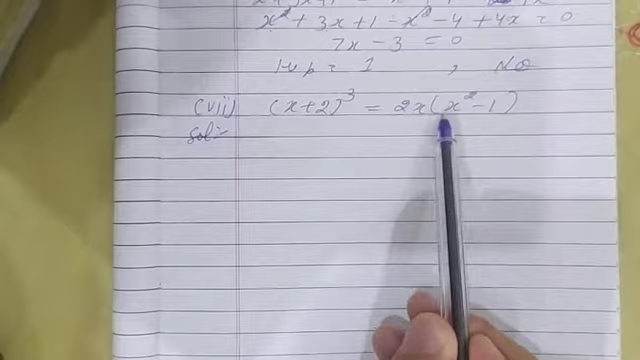 x² + 3x + 1 - x² - 4 + 4x = 0
7x - 3 = 0
= 1 , No
(vii) (x+2)³ = 2x(x²-1)
Sol:-